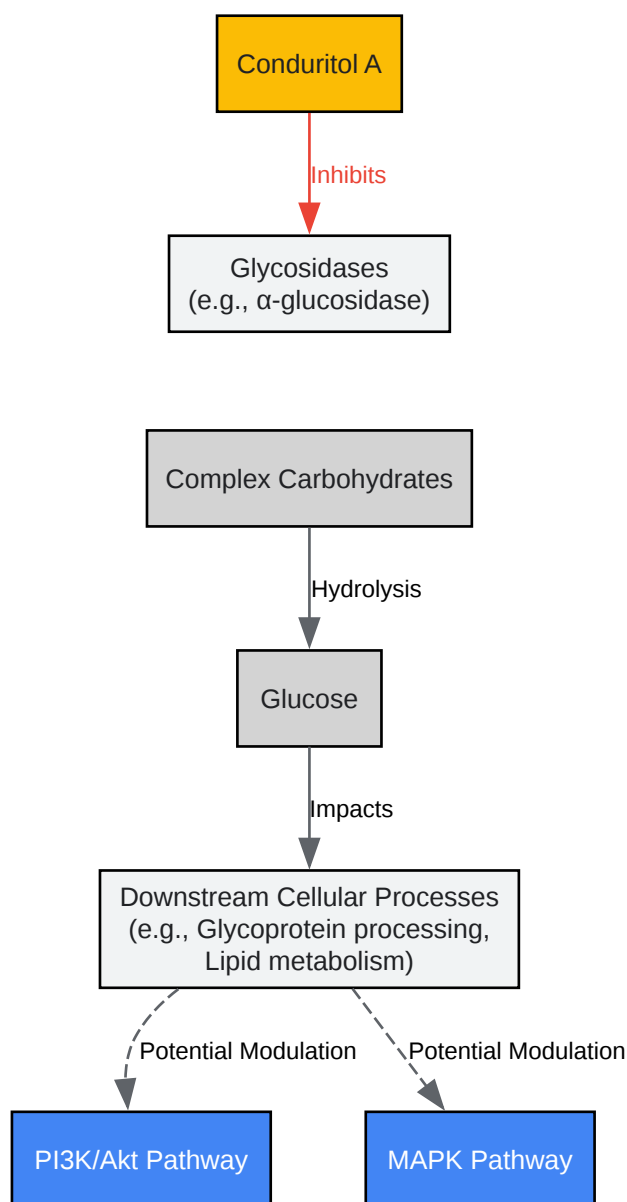 Conduritol A
Inhibits
Glycosidases
(e.g., α-glucosidase)
Complex Carbohydrates
Hydrolysis
Glucose
Impacts
Downstream Cellular Processes
(e.g., Glycoprotein processing,
Lipid metabolism)
Potential Modulation
Potential Modulation
PI3K/Akt Pathway
MAPK Pathway